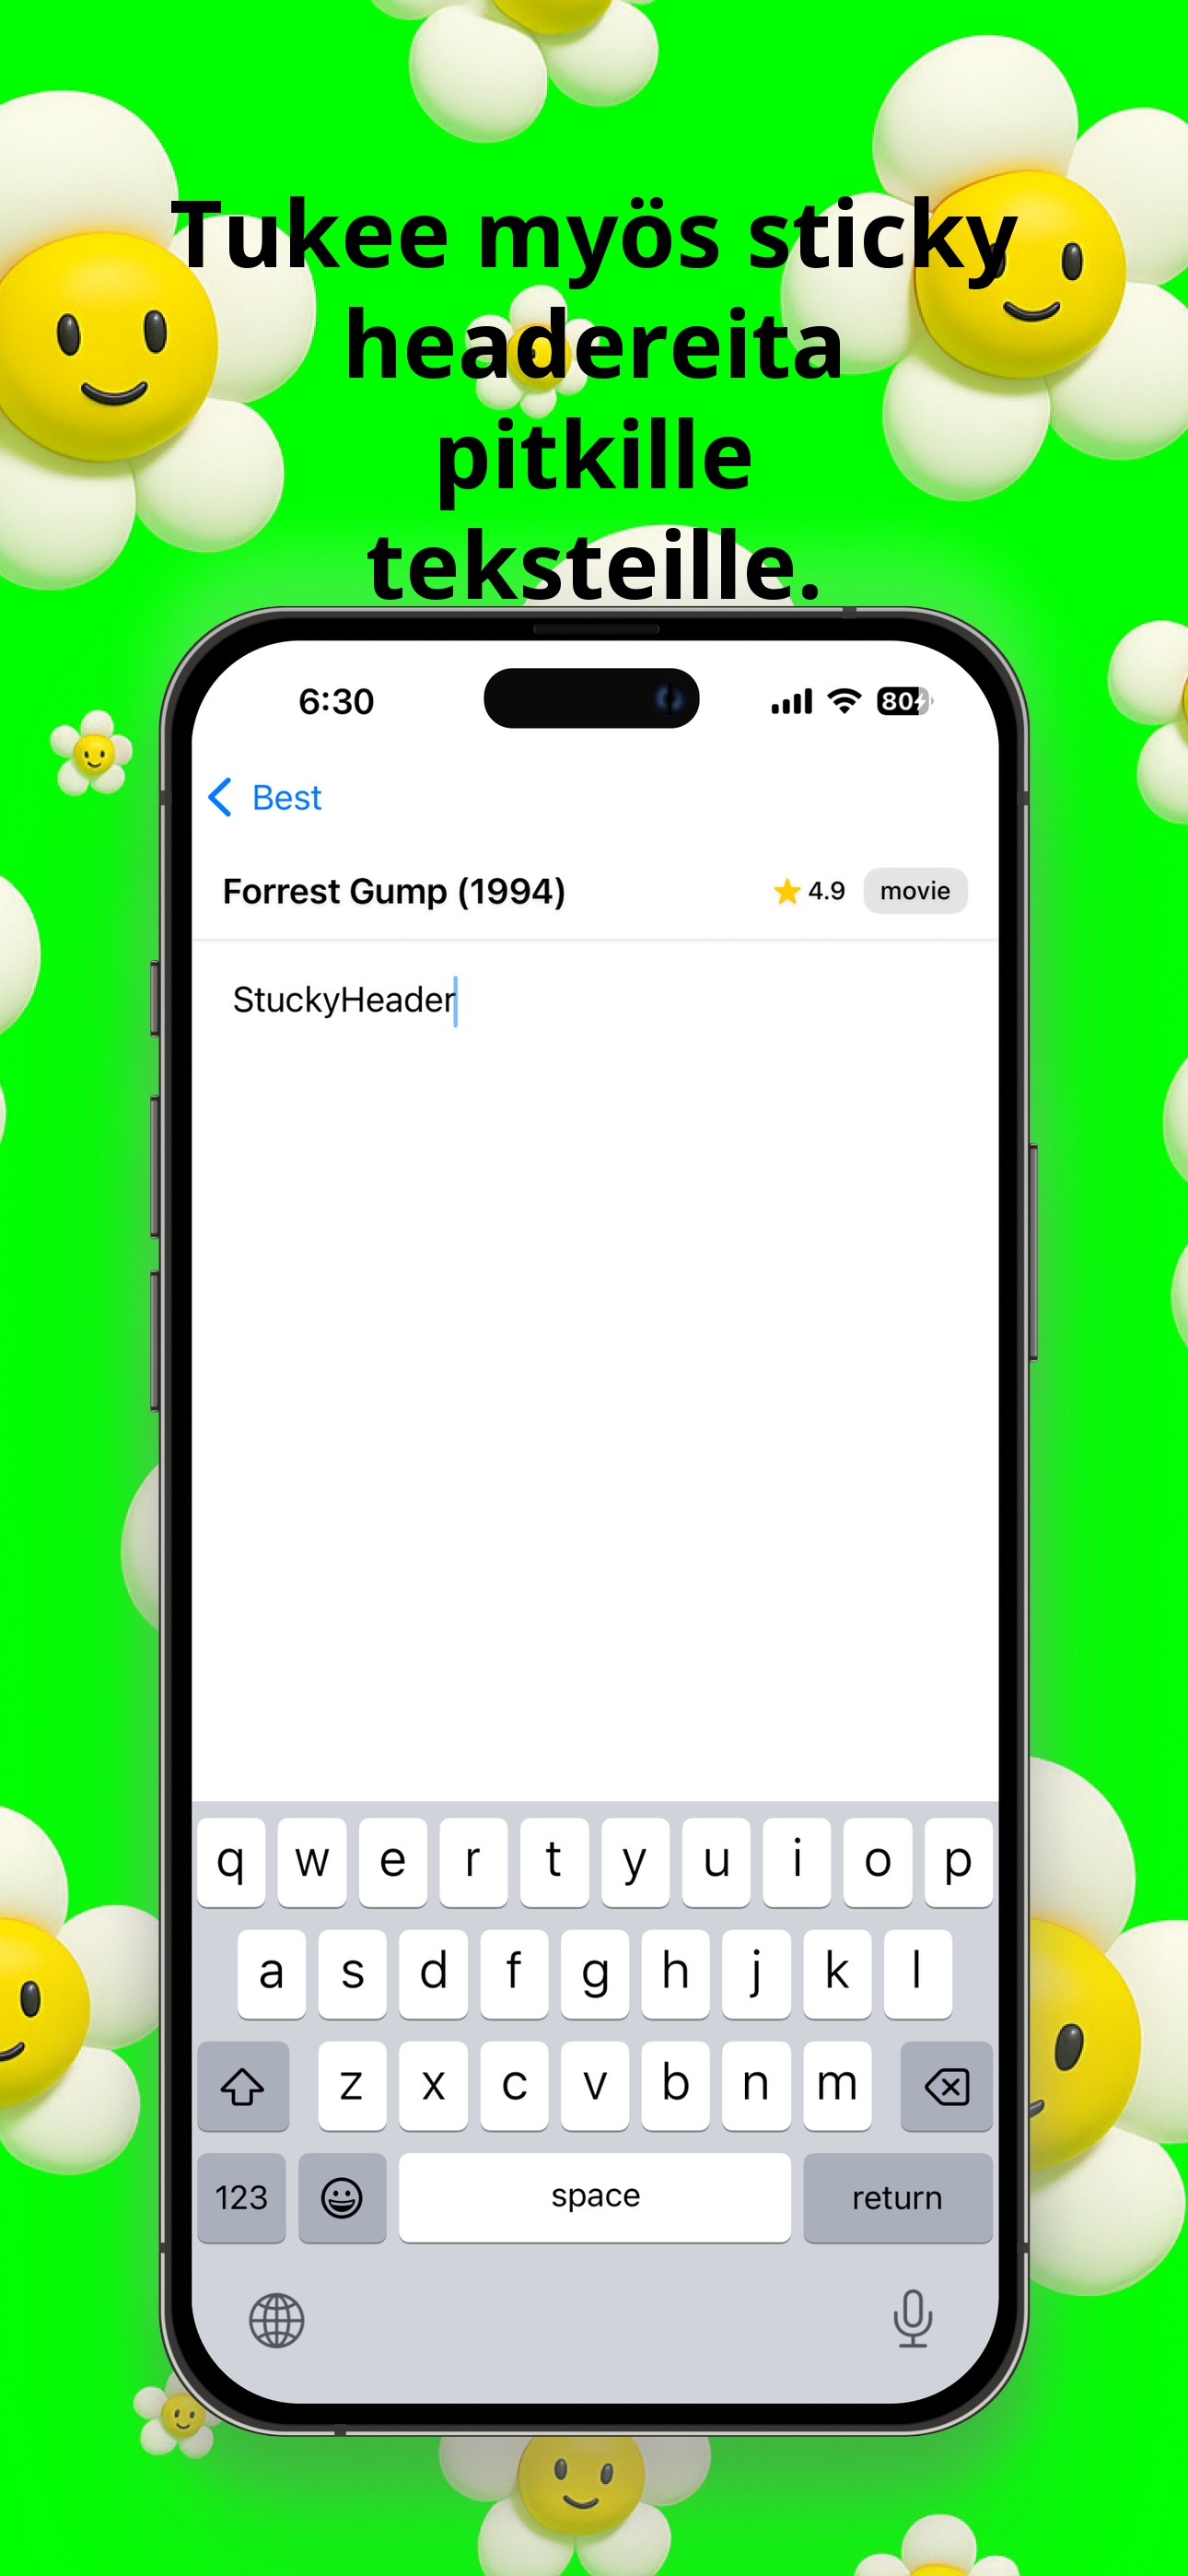 Tukee myös sticky
headereita
pitkille
teksteille.
6:30
80
Best
Forrest Gump (1994)
4.9
movie
StuckyHeader
q w e r t y u i o p
a s d f g h j k l
z x c v b n m
123
space
return